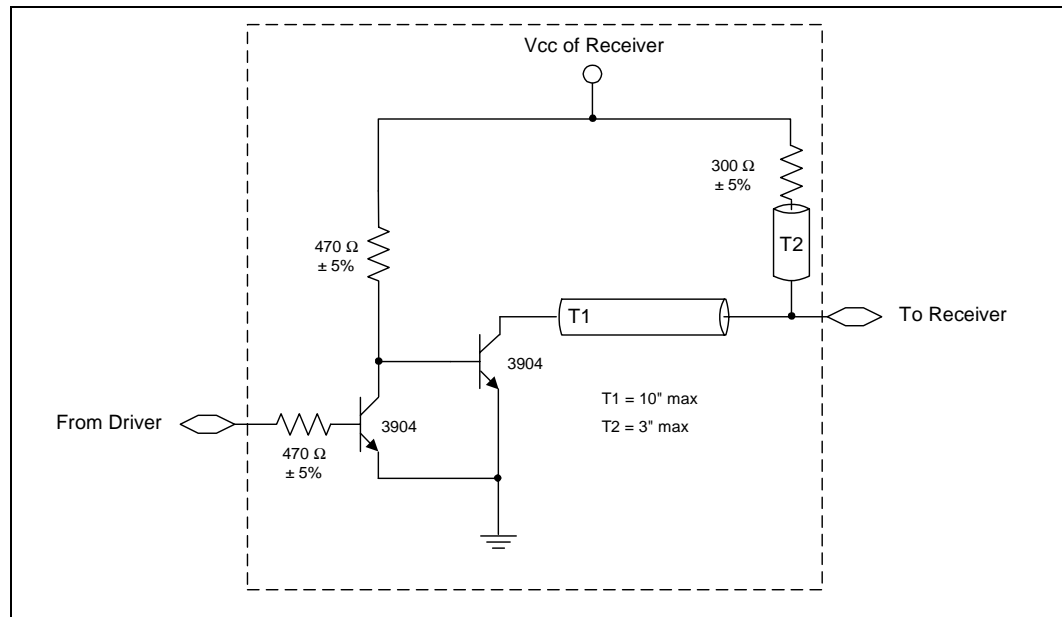 Vcc of Receiver
300 Ω
± 5%
T2
470 Ω
± 5%
T1
To Receiver
3904
T1 = 10" max
T2 = 3" max
From Driver
3904
470 Ω
± 5%